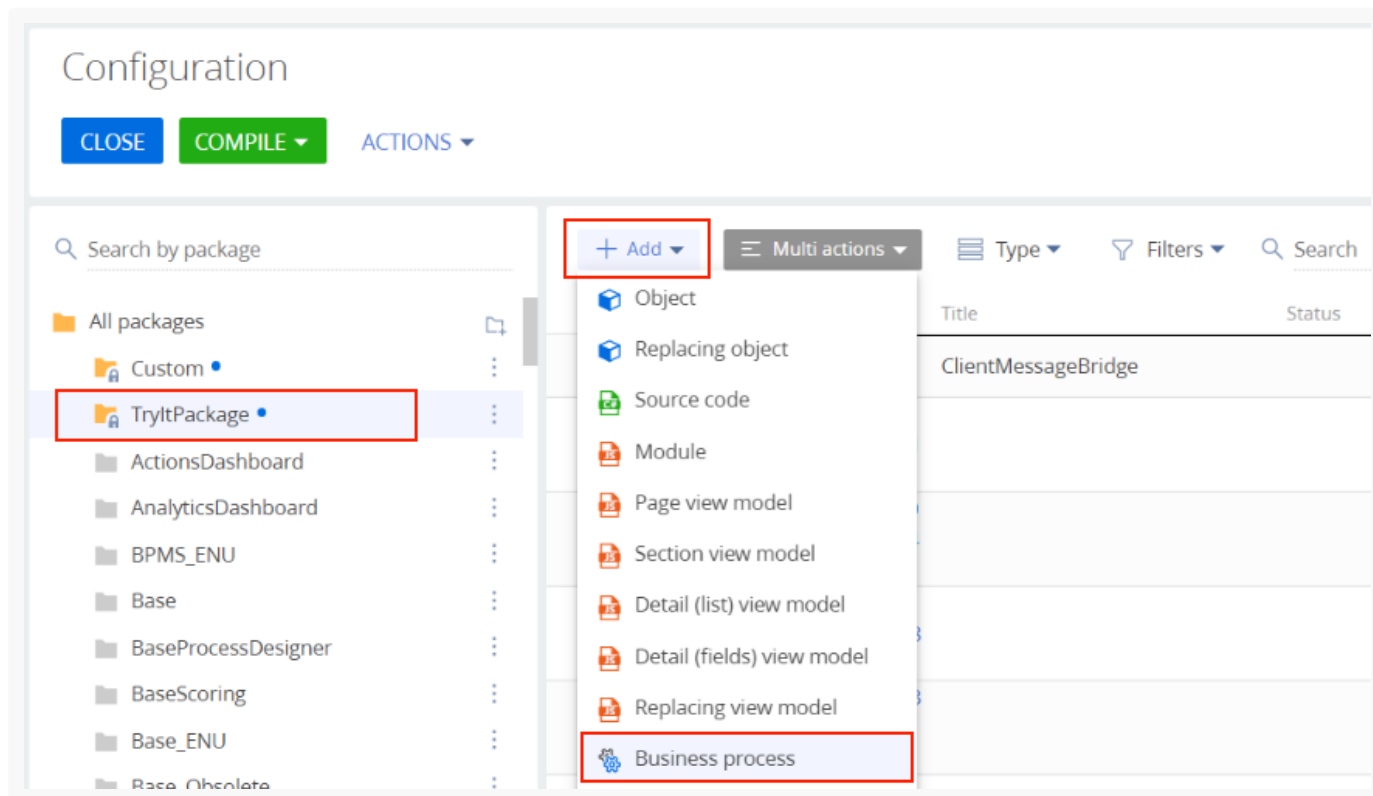 Configuration
CLOSE
COMPILE
ACTIONS
Search by package
All packages
Custom
TryItPackage
ActionsDashboard
AnalyticsDashboard
BPMS_ENU
Base
BaseProcessDesigner
BaseScoring
Base_ENU
Base_Obsolete
+ Add
Multi actions
Type
Filters
Search
Title
Status
ClientMessageBridge
Object
Replacing object
Source code
Module
Page view model
Section view model
Detail (list) view model
Detail (fields) view model
Replacing view model
Business process